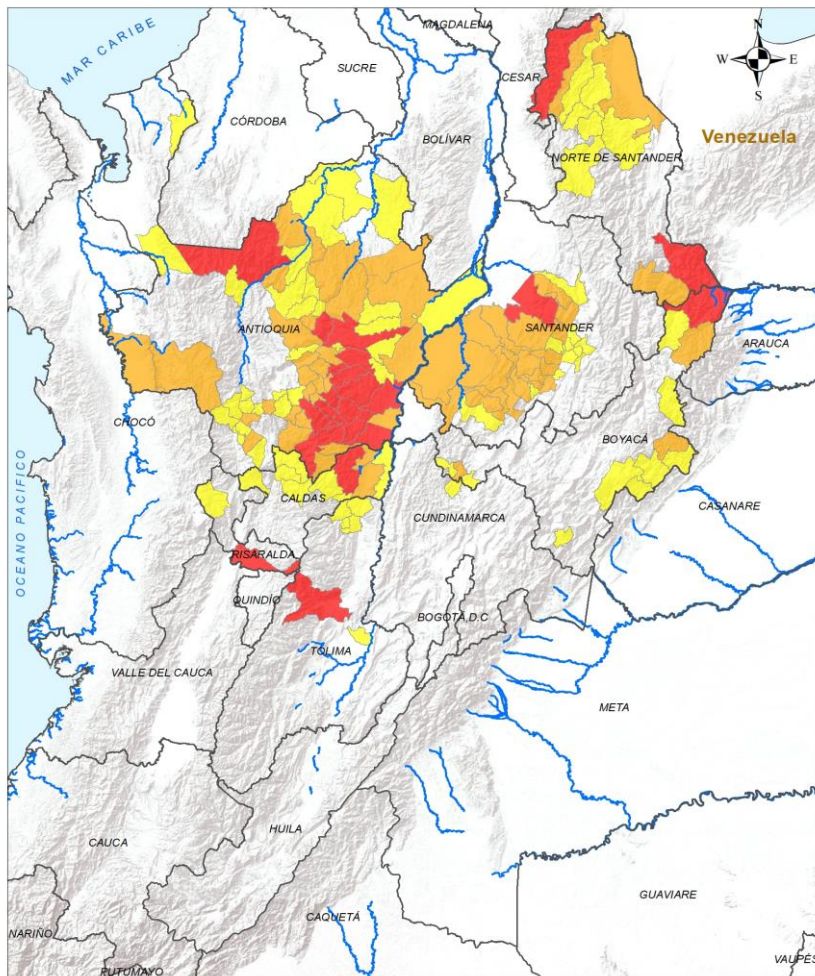 MAGDALENA
MAR CARIBE
N
W E
S
SUCRE
CESAR
CÓRDOBA
BOLÍVAR
Venezuela
NORTE DE SANTANDER
ANTIOQUIA
SANTANDER
ARAUCA
CHOCÓ
BOYACÁ
CALDAS
CASANARE
CUNDINAMARCA
OCEANO PACIFICO
RISARALDA
QUINDÍO
BOGOTÁ D.C
TOLIMA
VALLE DEL CAUCA
META
HUILA
CAUCA
GUAVIARE
CAQUETÁ
NARIÑO
VAUPÉS
PUTUMAYO